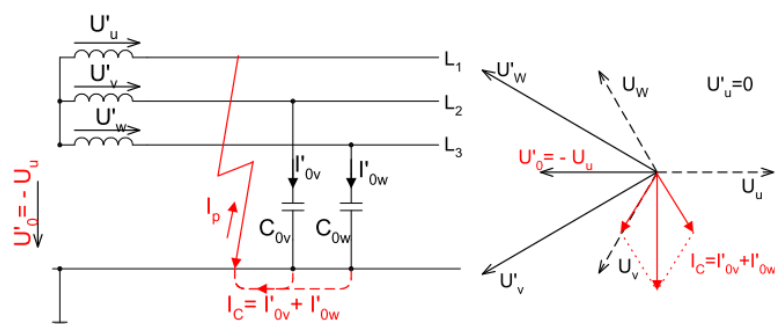 U'u
L1
U'v
L2
U'w
L3
I'0v
I'0w
U'0 = - Uu
Ip
C0v
C0w
IC= I'0v+ I'0w
U'W
UW
U'u=0
U'0= - Uu
Uu
U'v
Uv
IC=I'0v+I'0w